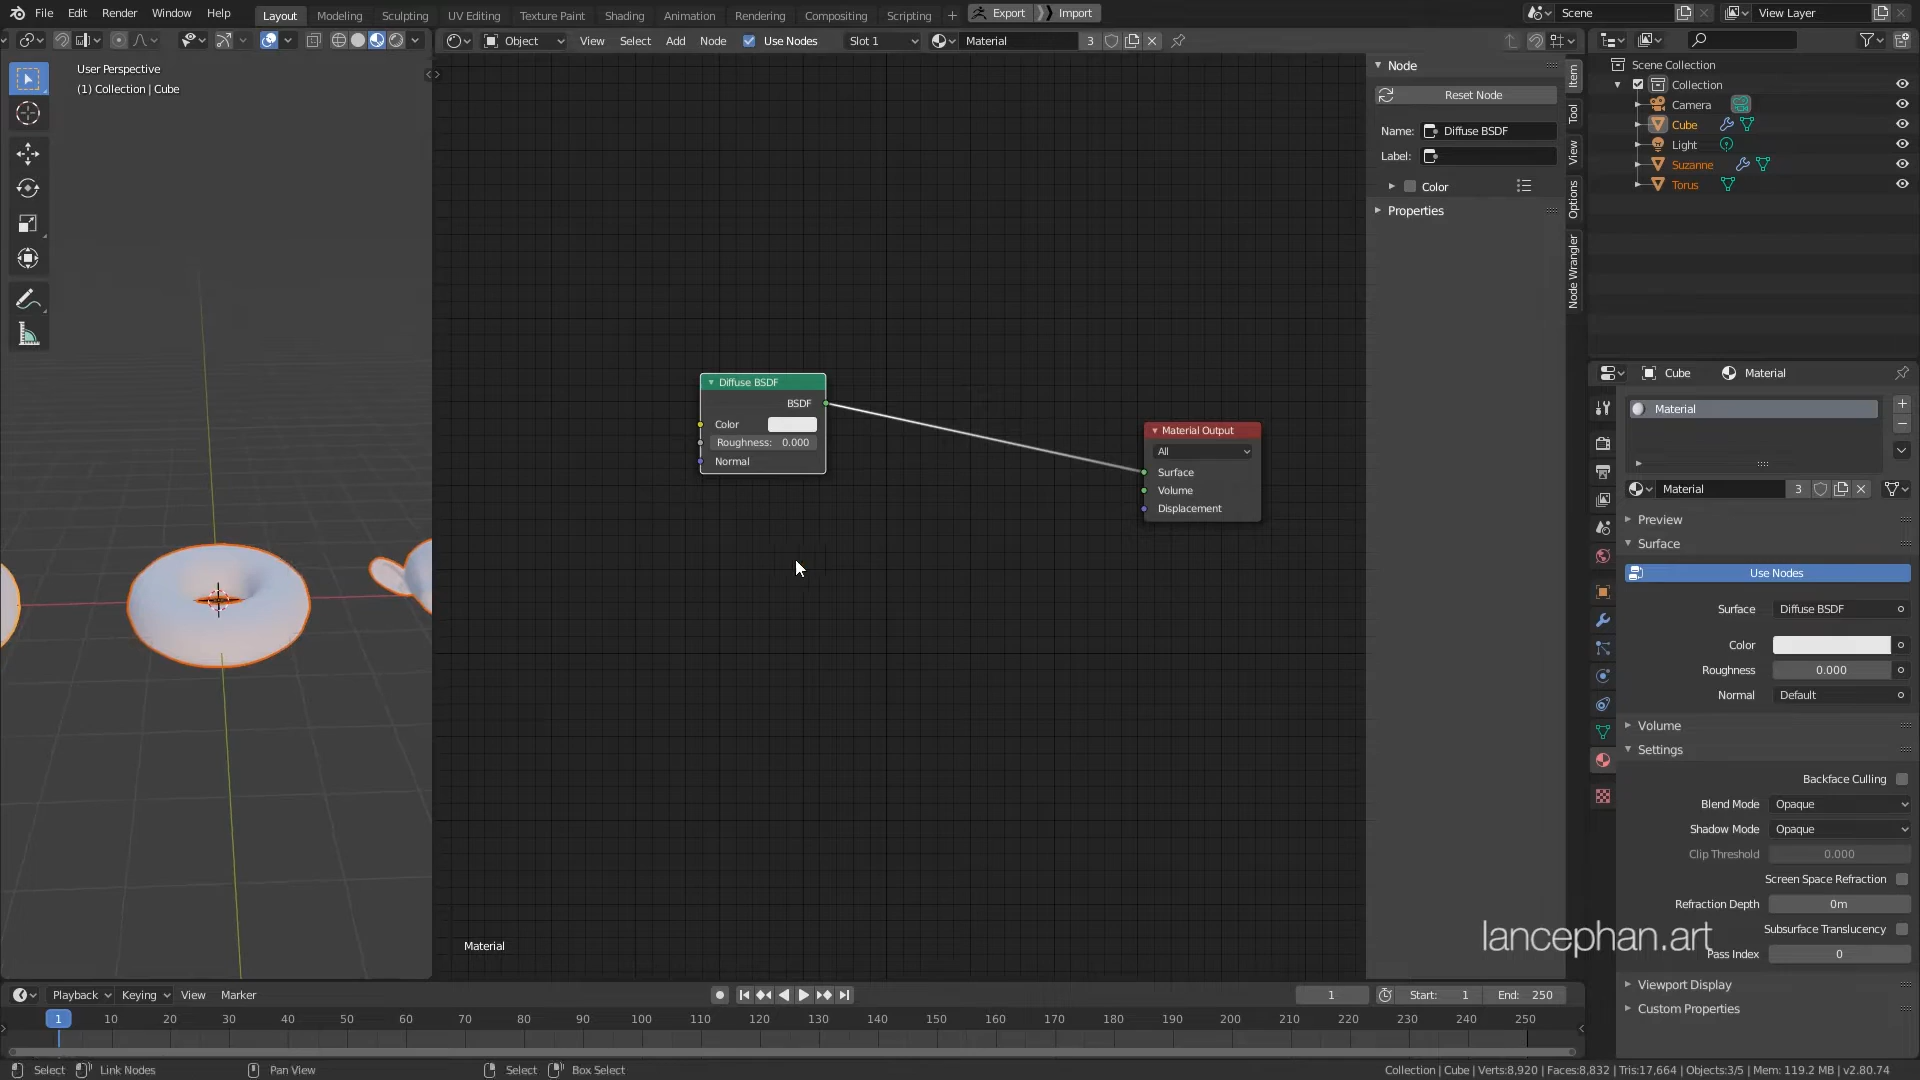 File Edit Render Window Help Layout Modeling Sculpting UV Editing Texture Paint Shading Animation Rendering Compositing Scripting + Export Import Scene View Layer
Object View Select Add Node Use Nodes Slot 1 Material 3
User Perspective
(1) Collection | Cube
Node
Reset Node
Name: Diffuse BSDF
Label:
Color
Properties
Item
Tool
View
Options
Node Wrangler
Scene Collection
Collection
Camera
Cube
Light
Suzanne
Torus
Diffuse BSDF
BSDF
Color
Roughness: 0.000
Normal
Material Output
All
Surface
Volume
Displacement
Material
Cube Material
Material
Material 3
Preview
Surface
Use Nodes
Surface Diffuse BSDF
Color
Roughness 0.000
Normal Default
Volume
Settings
Backface Culling
Blend Mode Opaque
Shadow Mode Opaque
Clip Threshold 0.000
Screen Space Refraction
Refraction Depth 0m
Subsurface Translucency
Pass Index 0
Viewport Display
Custom Properties
lancephan.art
Playback Keying View Marker 1 Start: 1 End: 250
1 10 20 30 40 50 60 70 80 90 100 110 120 130 140 150 160 170 180 190 200 210 220 230 240 250
Select Link Nodes Pan View Select Box Select Collection | Cube | Verts:8,920 | Faces:8,832 | Tris:17,664 | Objects:3/5 | Mem: 119.2 MB | v2.80.74